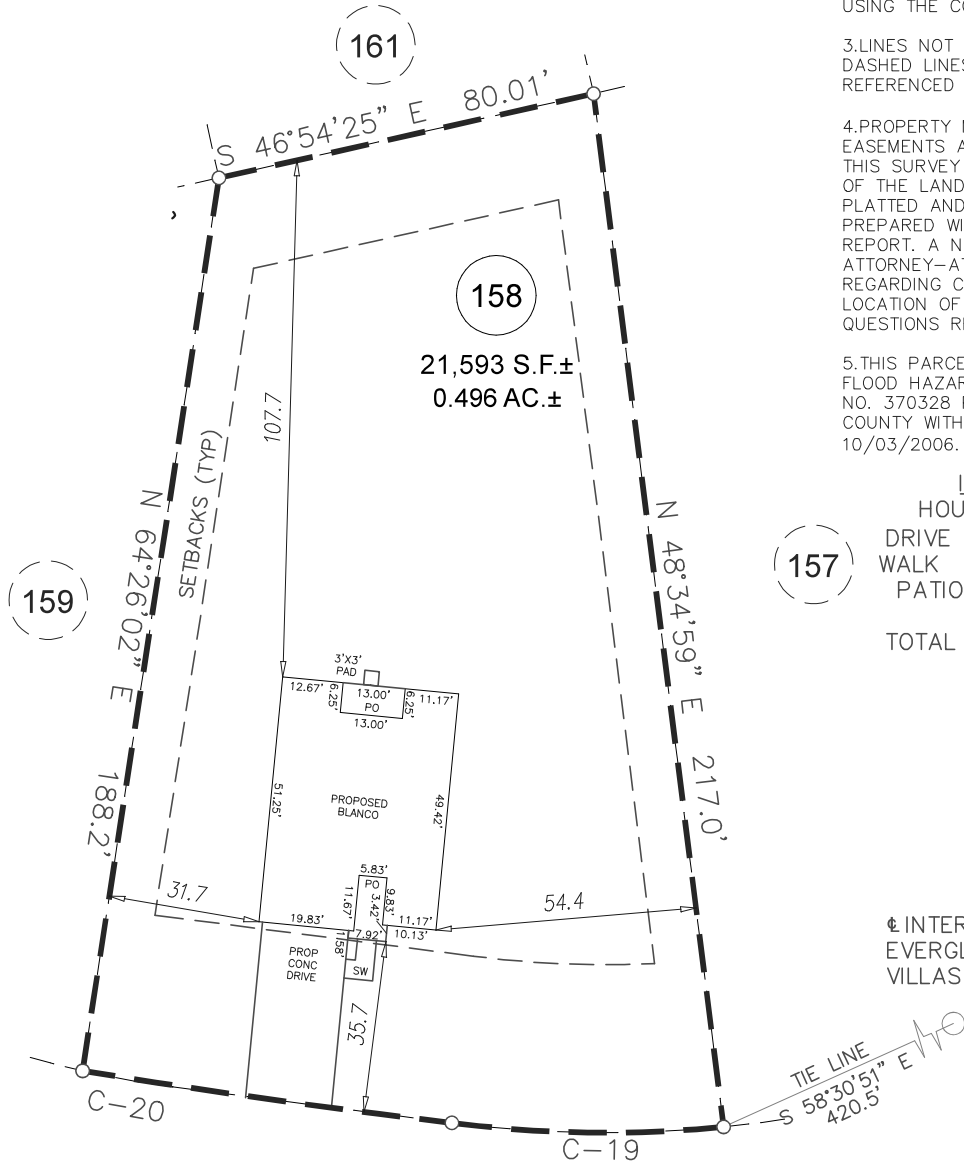 USING THE CO
161
3.LINES NOT
DASHED LINES
REFERENCED
S 46°54'25" E 80.01'
4.PROPERTY
EASEMENTS A
THIS SURVEY
OF THE LAND
PLATTED AND
PREPARED WI
REPORT. A N
ATTORNEY–AT
REGARDING C
LOCATION OF
QUESTIONS RE
158
21,593 S.F.±
0.496 AC.±
5.THIS PARCE
FLOOD HAZAR
NO. 370328
COUNTY WITH
10/03/2006.
107.7
SETBACKS (TYP)
N 64°26'02" E 188.2'
N 48°34'59" E 217.0'
HOU
DRIVE
WALK
PATIO
TOTAL
157
159
3'X3'
PAD
12.67'
6.25'
13.00'
PO
6.25'
11.17'
13.00'
51.25'
PROPOSED
BLANCO
49.42'
5.83'
PO
11.67'
3.42'
9.83'
31.7
54.4
19.83'
11.17'
7.92'
10.13'
1.58'
PROP
CONC
DRIVE
SW
35.7
℄ INTER
EVERGL
VILLAS
TIE LINE
S 58°30'51" E
420.5'
C–20
C–19